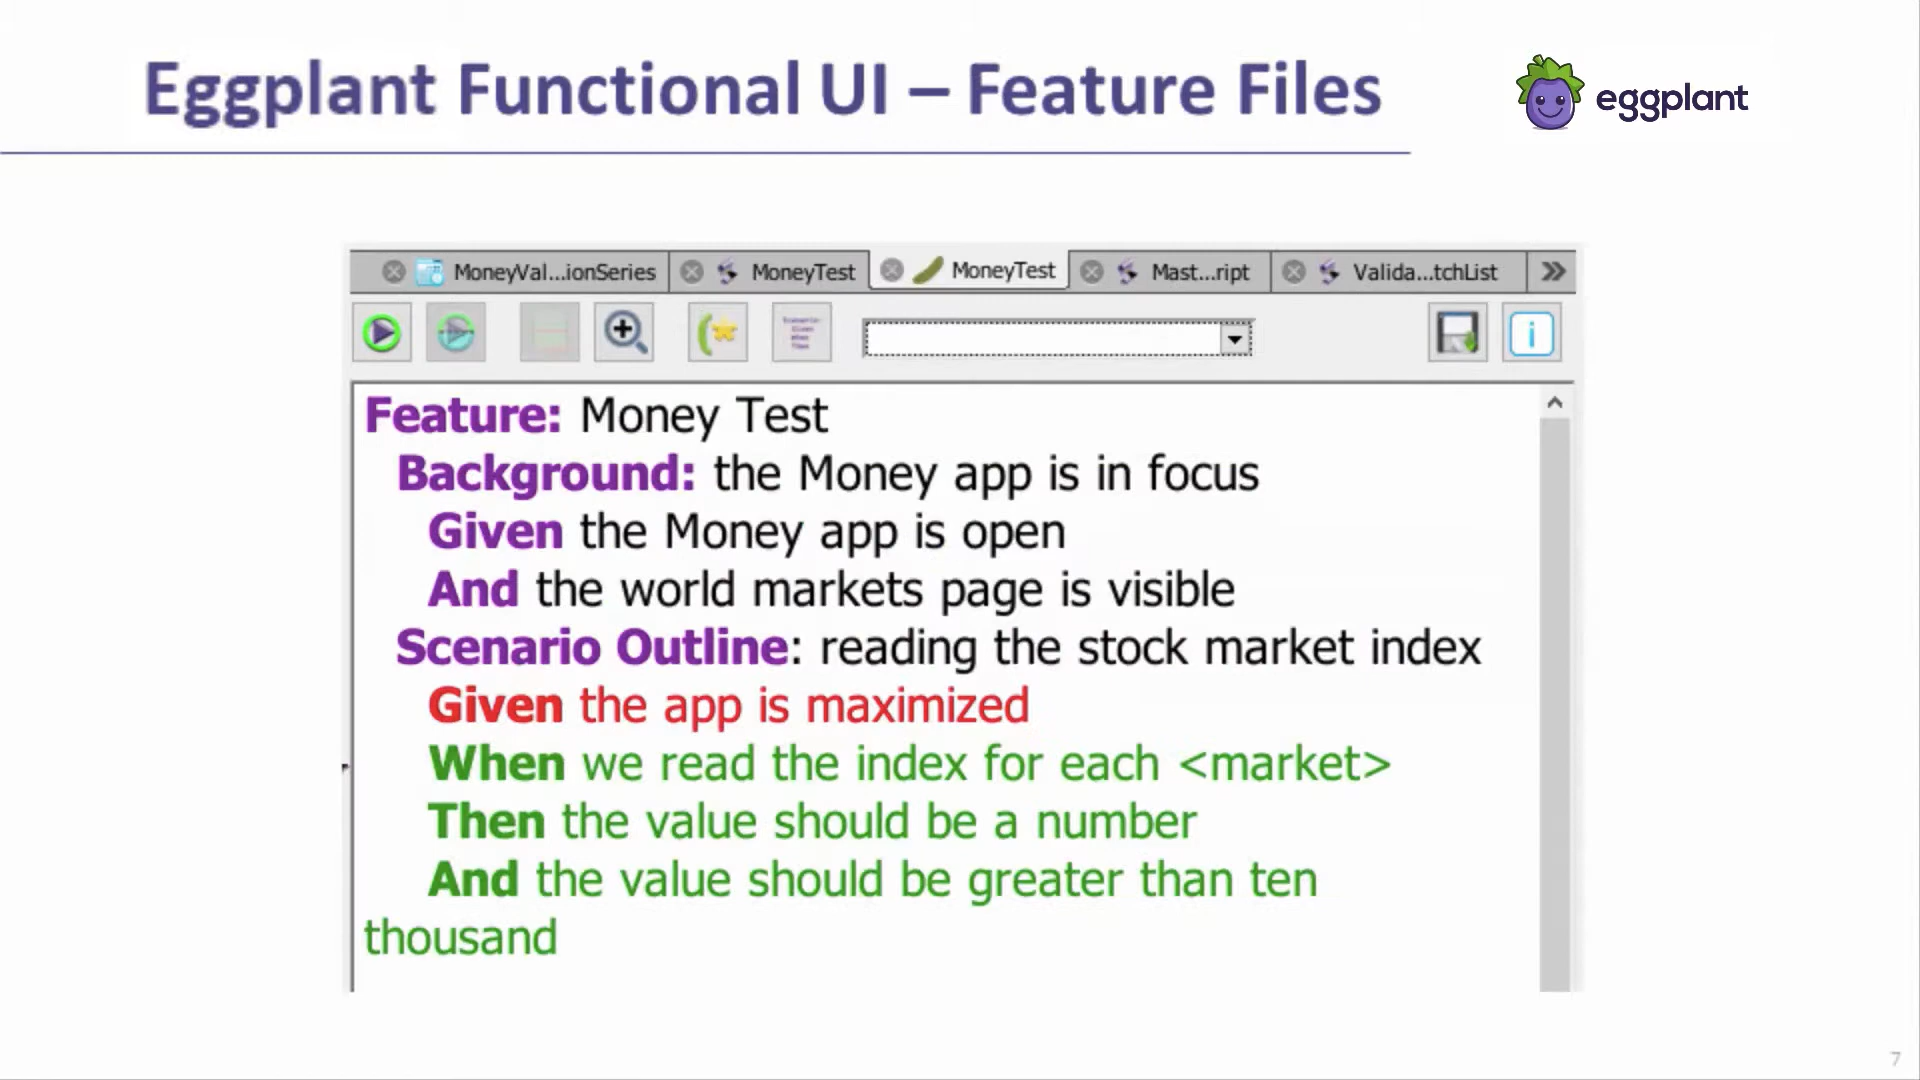 Eggplant Functional UI – Feature Files
eggplant
MoneyVal...ionSeries
MoneyTest
MoneyTest
Mast...ript
Valida...tchList
Feature: Money Test
Background: the Money app is in focus
Given the Money app is open
And the world markets page is visible
Scenario Outline: reading the stock market index
Given the app is maximized
When we read the index for each <market>
Then the value should be a number
And the value should be greater than ten
thousand
7